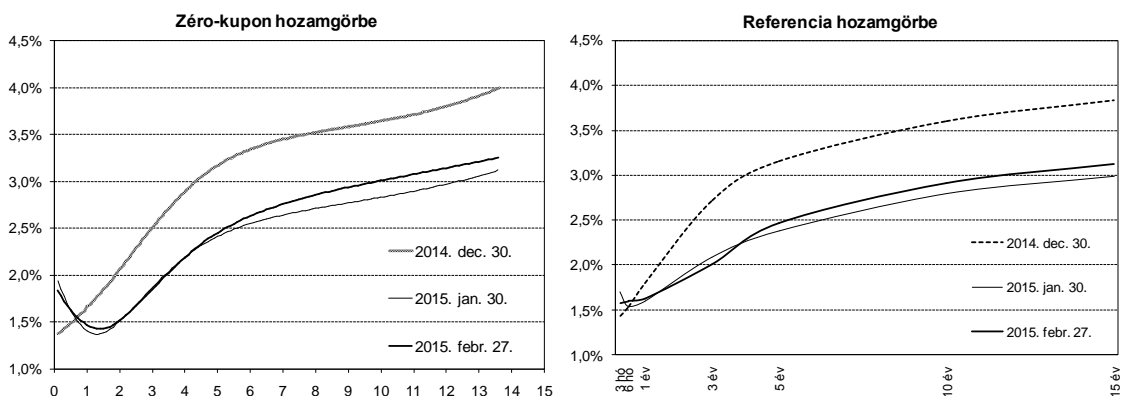 Zéro-kupon hozamgörbe
4,5%
4,0%
3,5%
3,0%
2,5%
2,0%
1,5%
1,0%
2014. dec. 30.
2015. jan. 30.
2015. febr. 27.
0 1 2 3 4 5 6 7 8 9 10 11 12 13 14 15
Referencia hozamgörbe
4,5%
4,0%
3,5%
3,0%
2,5%
2,0%
1,5%
1,0%
2014. dec. 30.
2015. jan. 30.
2015. febr. 27.
3 hó
6 hó
1 év
3 év
5 év
10 év
15 év